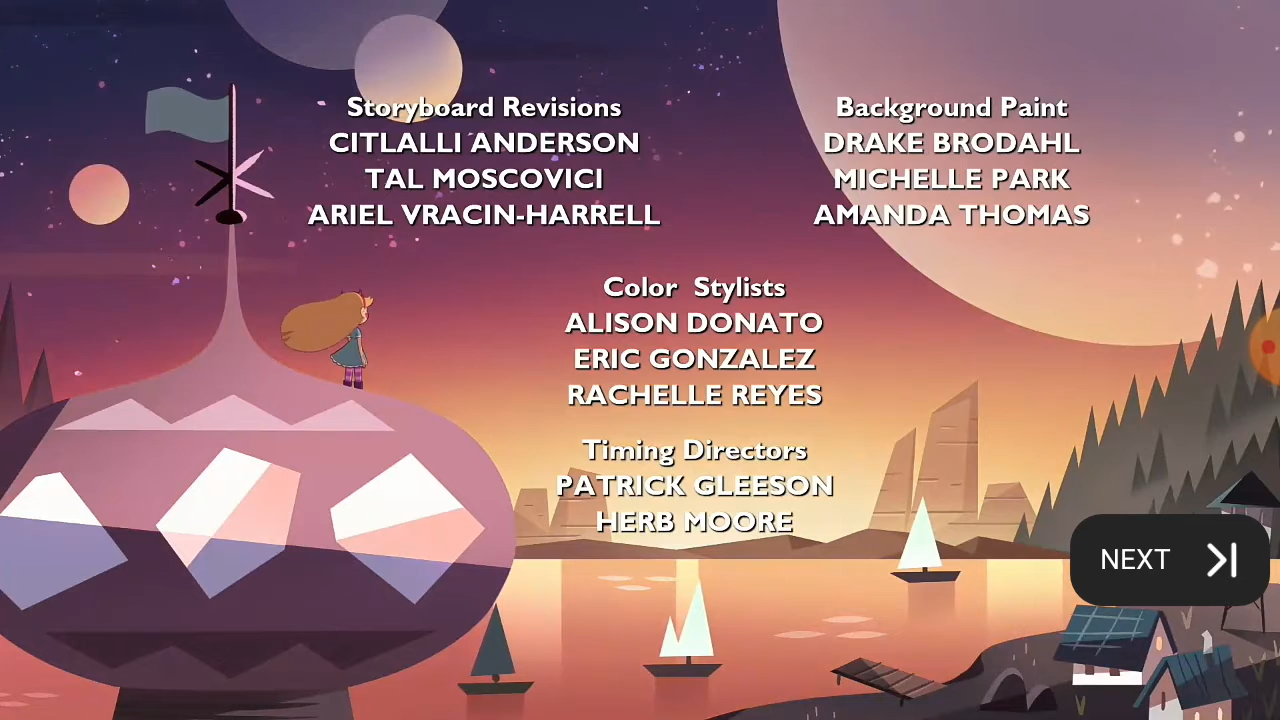 Storyboard Revisions
CITLALLI ANDERSON
TAL MOSCOVICI
ARIEL VRACIN-HARRELL
Background Paint
DRAKE BRODAHL
MICHELLE PARK
AMANDA THOMAS
Color Stylists
ALISON DONATO
ERIC GONZALEZ
RACHELLE REYES
Timing Directors
PATRICK GLEESON
HERB MOORE
NEXT